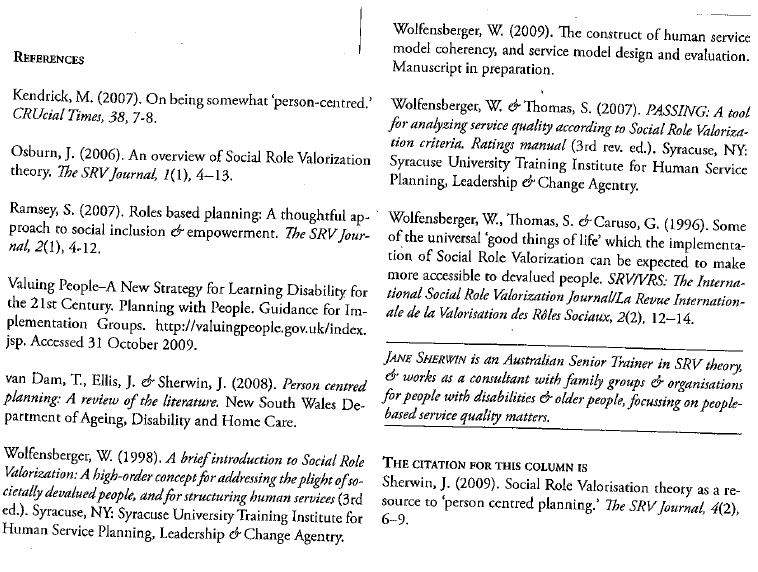 REFERENCES
Kendrick, M. (2007). On being somewhat 'person-centred.'
CRUcial Times, 38, 7-8.
Osburn, J. (2006). An overview of Social Role Valorization
theory. The SRV Journal, 1(1), 4–13.
Ramsey, S. (2007). Roles based planning: A thoughtful ap-
proach to social inclusion & empowerment. The SRV Jour-
nal, 2(1), 4-12.
Valuing People–A New Strategy for Learning Disability for
the 21st Century. Planning with People. Guidance for Im-
plementation Groups. http://valuingpeople.gov.uk/index.
jsp. Accessed 31 October 2009.
van Dam, T., Ellis, J. & Sherwin, J. (2008). Person centred
planning: A review of the literature. New South Wales De-
partment of Ageing, Disability and Home Care.
Wolfensberger, W. (1998). A brief introduction to Social Role
Valorization: A high-order concept for addressing the plight of so-
cietally devalued people, and for structuring human services (3rd
ed.). Syracuse, NY: Syracuse University Training Institute for
Human Service Planning, Leadership & Change Agentry.
Wolfensberger, W. (2009). The construct of human service
model coherency, and service model design and evaluation.
Manuscript in preparation.
Wolfensberger, W. & Thomas, S. (2007). PASSING: A tool
for analyzing service quality according to Social Role Valoriza-
tion criteria. Ratings manual (3rd rev. ed.). Syracuse, NY:
Syracuse University Training Institute for Human Service
Planning, Leadership & Change Agentry.
Wolfensberger, W., Thomas, S. & Caruso, G. (1996). Some
of the universal 'good things of life' which the implementa-
tion of Social Role Valorization can be expected to make
more accessible to devalued people. SRV/VRS: The Interna-
tional Social Role Valorization Journal/La Revue Internation-
ale de la Valorisation des Rôles Sociaux, 2(2), 12–14.
JANE SHERWIN is an Australian Senior Trainer in SRV theory,
& works as a consultant with family groups & organisations
for people with disabilities & older people, focussing on people-
based service quality matters.
THE CITATION FOR THIS COLUMN IS
Sherwin, J. (2009). Social Role Valorisation theory as a re-
source to 'person centred planning.' The SRV Journal, 4(2),
6–9.